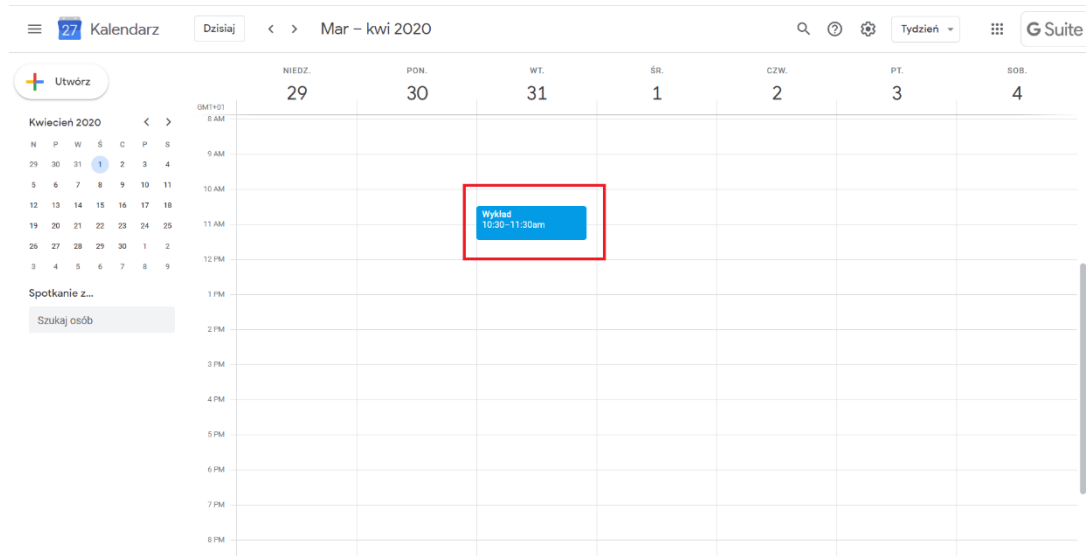 27 Kalendarz Dzisiaj Mar – kwi 2020 Tydzień G Suite
Utwórz
NIEDZ. PON. WT. ŚR. CZW. PT. SOB.
29 30 31 1 2 3 4
GMT+01
Kwiecień 2020
N P W Ś C P S
29 30 31 1 2 3 4
5 6 7 8 9 10 11
12 13 14 15 16 17 18
19 20 21 22 23 24 25
26 27 28 29 30 1 2
3 4 5 6 7 8 9
Spotkanie z...
Szukaj osób
8 AM
9 AM
10 AM
Wykład
10:30–11:30am
11 AM
12 PM
1 PM
2 PM
3 PM
4 PM
5 PM
6 PM
7 PM
8 PM